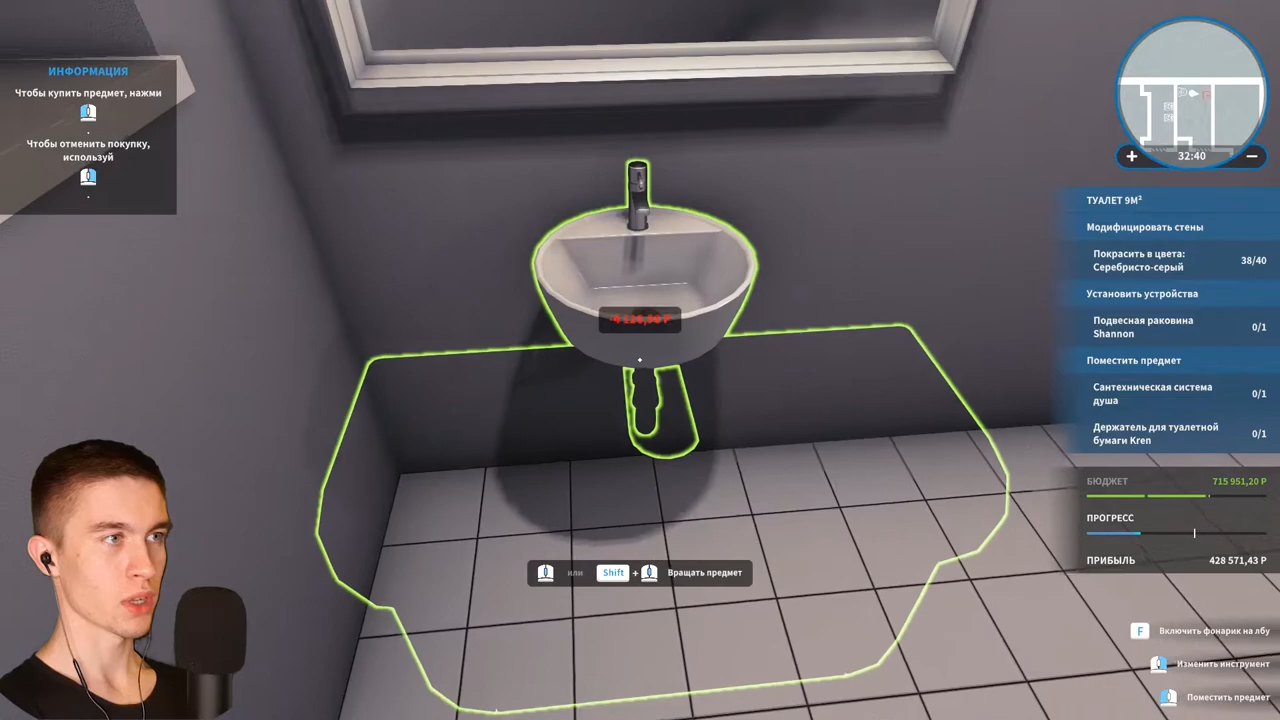 ИНФОРМАЦИЯ
Чтобы купить предмет, нажми
.
Чтобы отменить покупку,
используй
.
32:40
ТУАЛЕТ 9М²
Модифицировать стены
Покрасить в цвета:
Серебристо-серый
38/40
Установить устройства
Подвесная раковина
Shannon
0/1
Поместить предмет
Сантехническая система
душа
0/1
Держатель для туалетной
бумаги Kren
0/1
БЮДЖЕТ
715 951,20 Р
ПРОГРЕСС
ПРИБЫЛЬ
428 571,43 Р
или
Shift
+
Вращать предмет
F
Включить фонарик на лбу
Изменить инструмент
Поместить предмет